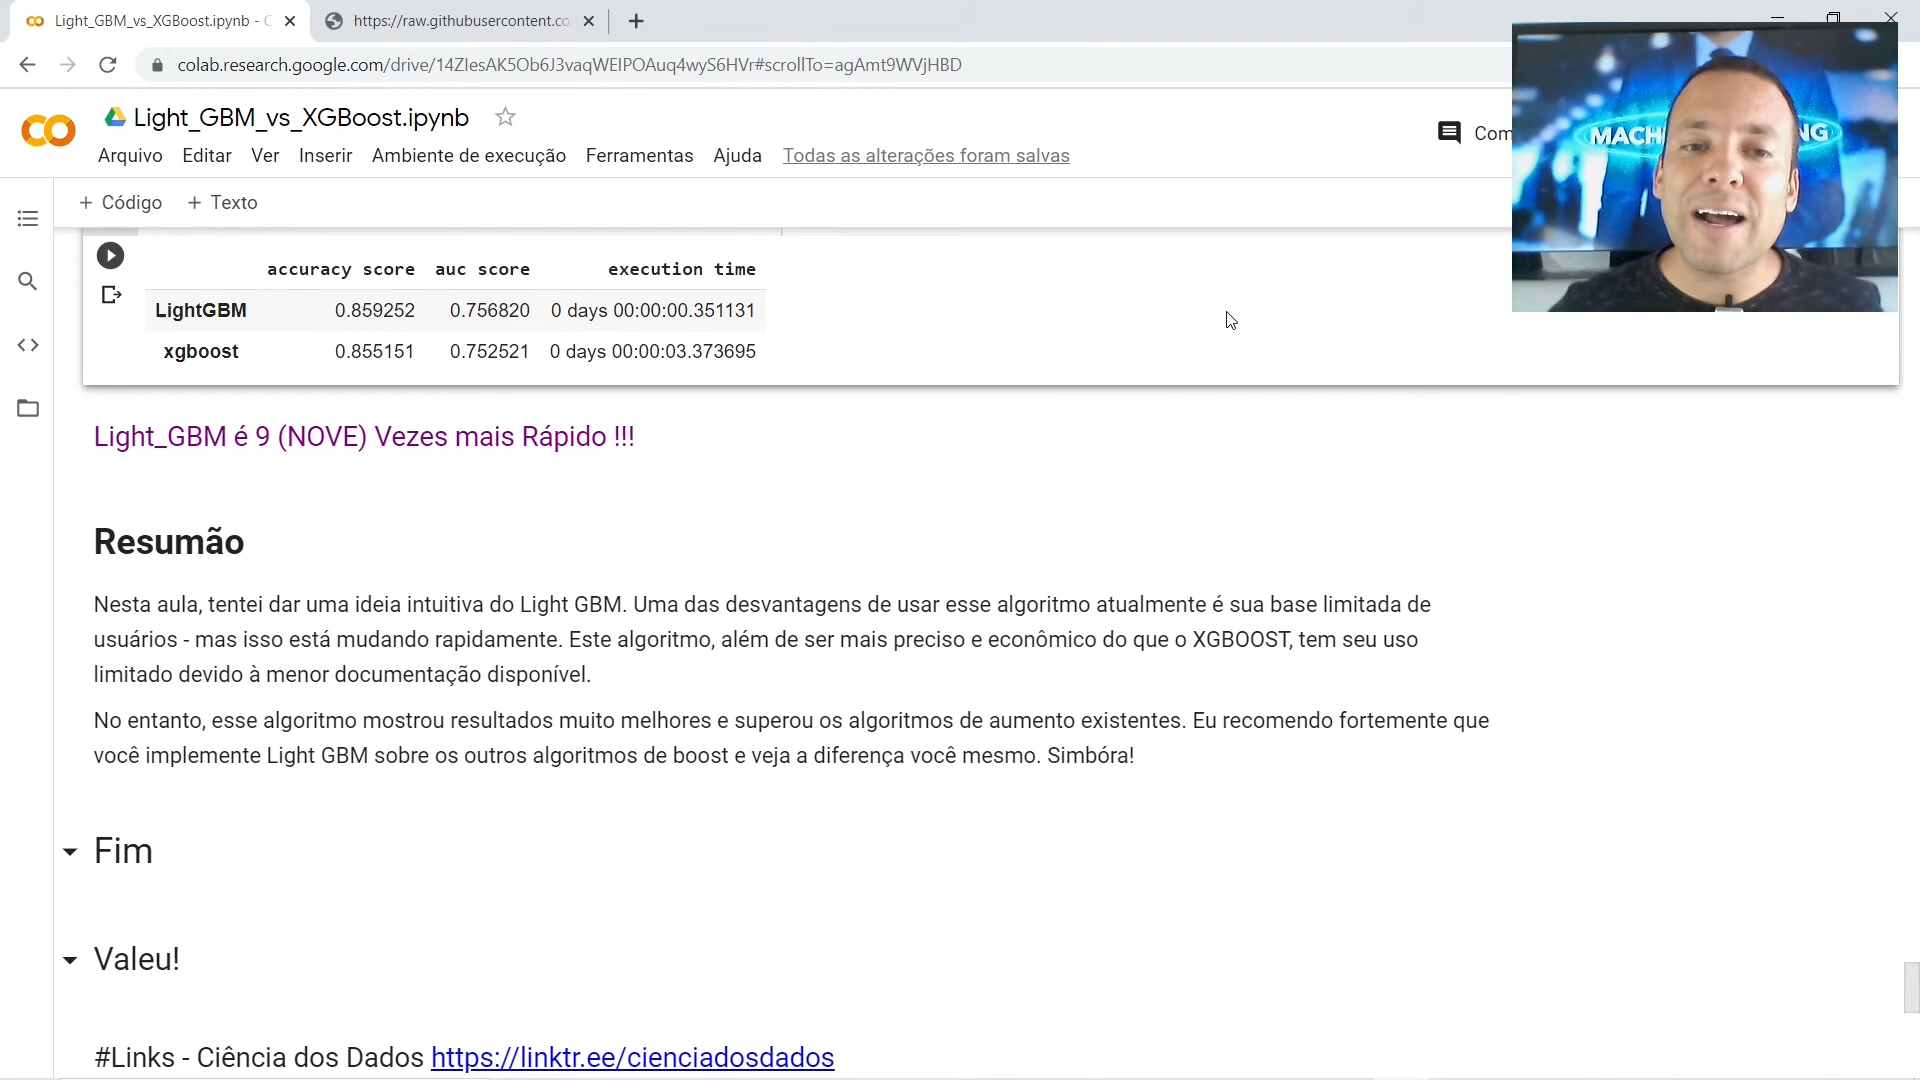 Light_GBM_vs_XGBoost.ipynb - C
https://raw.githubusercontent.co
colab.research.google.com/drive/14ZIesAK5Ob6J3vaqWEIPOAuq4wyS6HVr#scrollTo=agAmt9WVjHBD
Light_GBM_vs_XGBoost.ipynb
Com
Arquivo Editar Ver Inserir Ambiente de execução Ferramentas Ajuda Todas as alterações foram salvas
+ Código + Texto
accuracy score auc score execution time
LightGBM 0.859252 0.756820 0 days 00:00:00.351131
xgboost 0.855151 0.752521 0 days 00:00:03.373695
Light_GBM é 9 (NOVE) Vezes mais Rápido !!!
Resumão
Nesta aula, tentei dar uma ideia intuitiva do Light GBM. Uma das desvantagens de usar esse algoritmo atualmente é sua base limitada de
usuários - mas isso está mudando rapidamente. Este algoritmo, além de ser mais preciso e econômico do que o XGBOOST, tem seu uso
limitado devido à menor documentação disponível.
No entanto, esse algoritmo mostrou resultados muito melhores e superou os algoritmos de aumento existentes. Eu recomendo fortemente que
você implemente Light GBM sobre os outros algoritmos de boost e veja a diferença você mesmo. Simbóra!
Fim
Valeu!
#Links - Ciência dos Dados https://linktr.ee/cienciadosdados